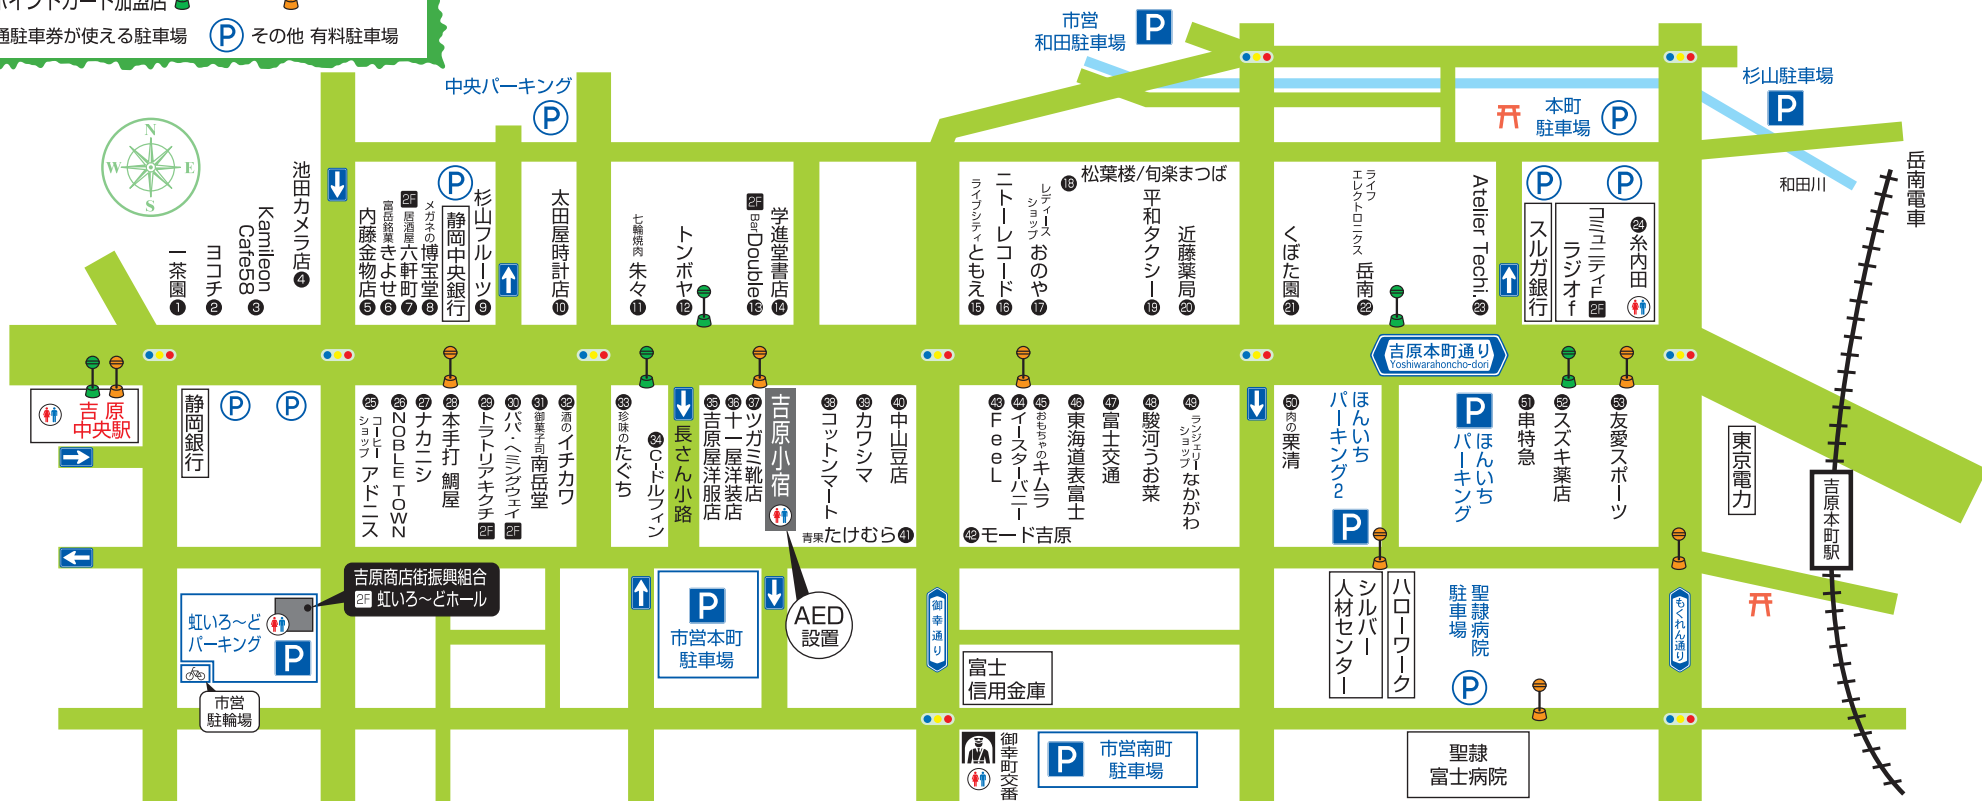 ポイントカード加盟店
通駐車券が使える駐車場 P その他 有料駐車場
N
W E
S
中央パーキング
P
市営
和田駐車場
P
杉山駐車場
P
本町
駐車場
P
和田川
岳南電車
一茶園 1
ヨコチ 2
Kamileon
Cafe58 3
池田カメラ店 4
内藤金物店 5
富岳銘菓 きよせ 6
2F 居酒屋 六軒町 7
メガネの博宝堂 8
P
静岡中央銀行
杉山フルーツ 9
太田屋時計店 10
七輪焼肉 朱々 11
トンボヤ 12
2F Bar Double 13
学進堂書店 14
ライブシティ ともえ 15
ニトーレコード 16
レディースショップ おのや 17
18 松葉楼/旬楽まつば
平和タクシー 19
近藤薬局 20
くぼた園 21
ライフエレクトロニクス 岳南 22
Atelier Techi. 23
P
スルガ銀行
P
コミュニティF
ラジオf 2F
24 糸内田
吉原本町通り
Yoshiwarahoncho-dori
吉原
中央駅
静岡銀行
P
P
25 コーヒーショップ アドニス
26 NOBLE TOWN
27 ナカニシ
28 本手打 鯛屋
29 トラトリアキクチ 2F
30 パパ・ヘミングウェイ 2F
31 御菓子司 南岳堂
32 酒のイチカワ
33 珍味のたぐち
34 C-ドルフィン
長さん小路
35 吉原屋洋服店
36 十一屋洋装店
37 ツガミ靴店
吉原小宿
38 コットンマート
39 カワシマ
40 中山豆店
青果 たけむら 41
42 モード吉原
43 FeeL
44 イースターバニー
45 おもちゃのキムラ
46 東海道表富士
47 富士交通
48 駿河うお菜
49 ランジェリーショップ なかがわ
50 肉の栗清
ほんいち
パーキング2
P
P
ほんいち
パーキング
51 串特急
52 スズキ薬店
53 友愛スポーツ
東京電力
吉原本町駅
吉原商店街振興組合
2F 虹いろ〜どホール
虹いろ〜ど
パーキング
P
市営
駐輪場
P
市営本町
駐車場
AED
設置
御幸通り
富士
信用金庫
シルバー
人材センター
ハローワーク
聖隷病院
駐車場
P
もくれん通り
御幸町交番
P
市営南町
駐車場
聖隷
富士病院